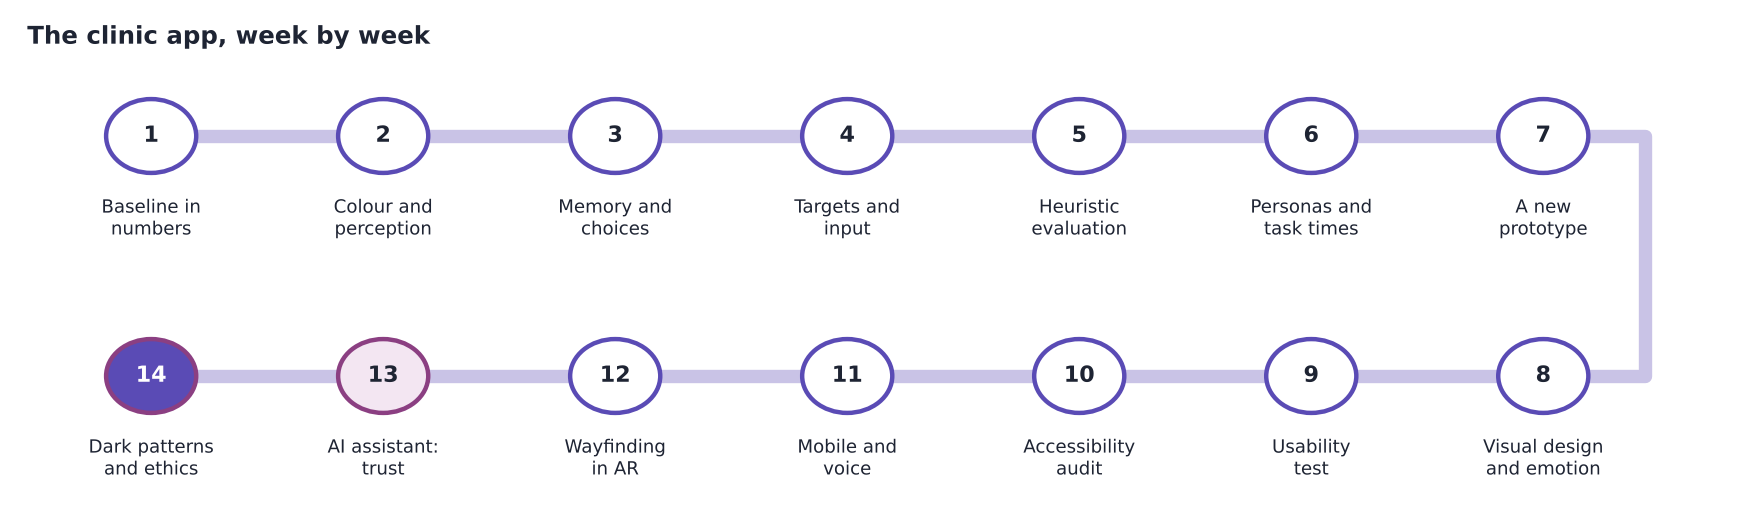 The clinic app, week by week
1
2
3
4
5
6
7
Baseline in
numbers
Colour and
perception
Memory and
choices
Targets and
input
Heuristic
evaluation
Personas and
task times
A new
prototype
14
13
12
11
10
9
8
Dark patterns
and ethics
AI assistant:
trust
Wayfinding
in AR
Mobile and
voice
Accessibility
audit
Usability
test
Visual design
and emotion